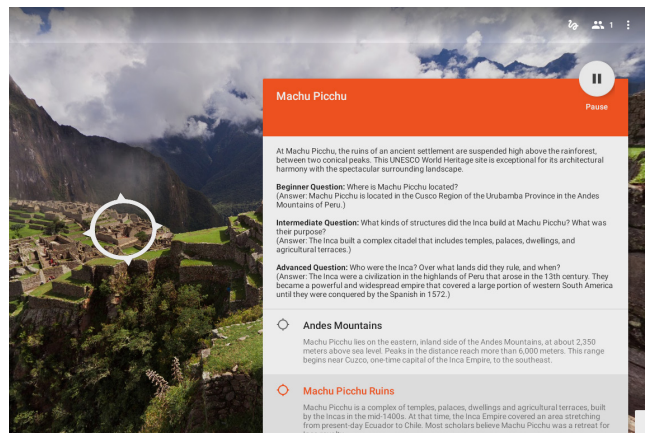 1
Machu Picchu
Pause
At Machu Picchu, the ruins of an ancient settlement are suspended high above the rainforest,
between two conical peaks. This UNESCO World Heritage site is exceptional for its architectural
harmony with the spectacular surrounding landscape.
Beginner Question: Where is Machu Picchu located?
(Answer: Machu Picchu is located in the Cusco Region of the Urubamba Province in the Andes
Mountains of Peru.)
Intermediate Question: What kinds of structures did the Inca build at Machu Picchu? What was
their purpose?
(Answer: The Inca built a complex citadel that includes temples, palaces, dwellings, and
agricultural terraces.)
Advanced Question: Who were the Inca? Over what lands did they rule, and when?
(Answer: The Inca were a civilization in the highlands of Peru that arose in the 13th century. They
became a powerful and widespread empire that covered a large portion of western South America
until they were conquered by the Spanish in 1572.)
Andes Mountains
Machu Picchu lies on the eastern, inland side of the Andes Mountains, at about 2,350
meters above sea level. Peaks in the distance reach more than 6,000 meters. This range
begins near Cuzco, one-time capital of the Inca Empire, to the southeast.
Machu Picchu Ruins
Machu Picchu is a complex of temples, palaces, dwellings and agricultural terraces, built
by the Incas in the mid-1400s. At that time, the Inca Empire covered an area stretching
from present-day Ecuador to Chile. Most scholars believe Machu Picchu was a retreat for